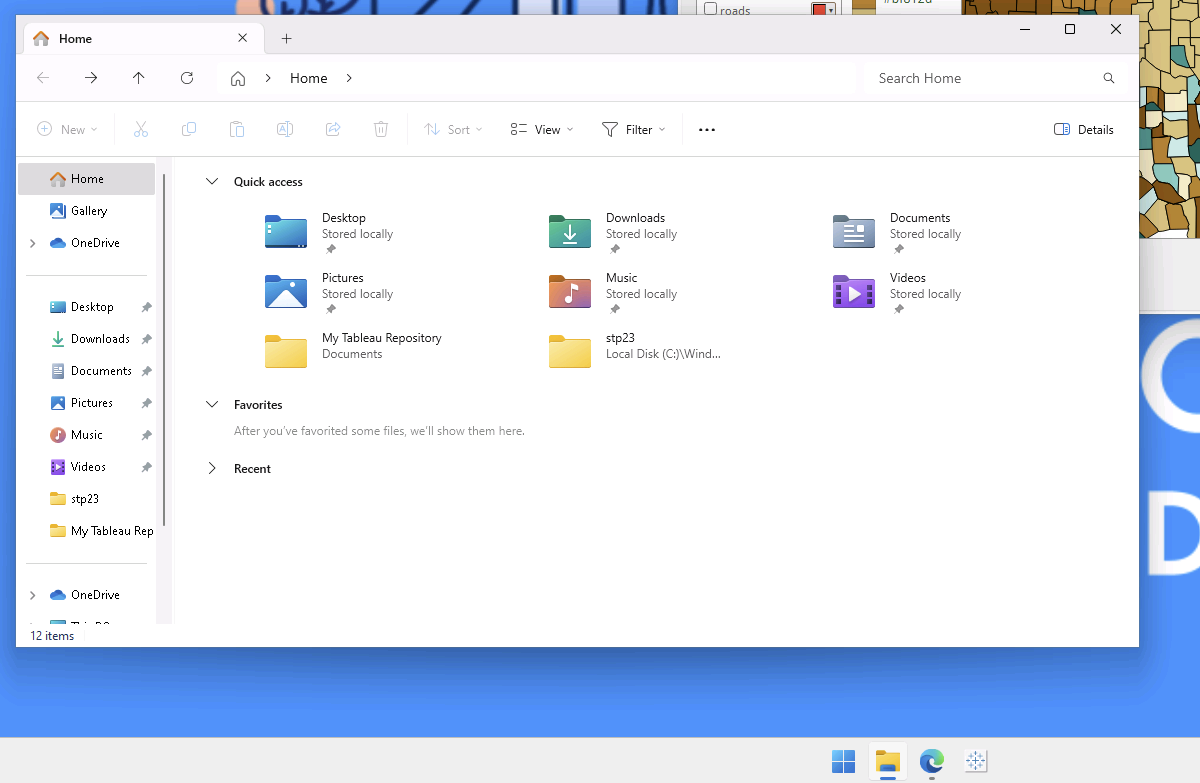 roads
Home
Home
Search Home
New
Sort
View
Filter
Details
Home
Gallery
OneDrive
Desktop
Downloads
Documents
Pictures
Music
Videos
stp23
My Tableau Rep
OneDrive
12 items
Quick access
Desktop
Stored locally
Downloads
Stored locally
Documents
Stored locally
Pictures
Stored locally
Music
Stored locally
Videos
Stored locally
My Tableau Repository
Documents
stp23
Local Disk (C:)\Wind...
Favorites
After you've favorited some files, we'll show them here.
Recent